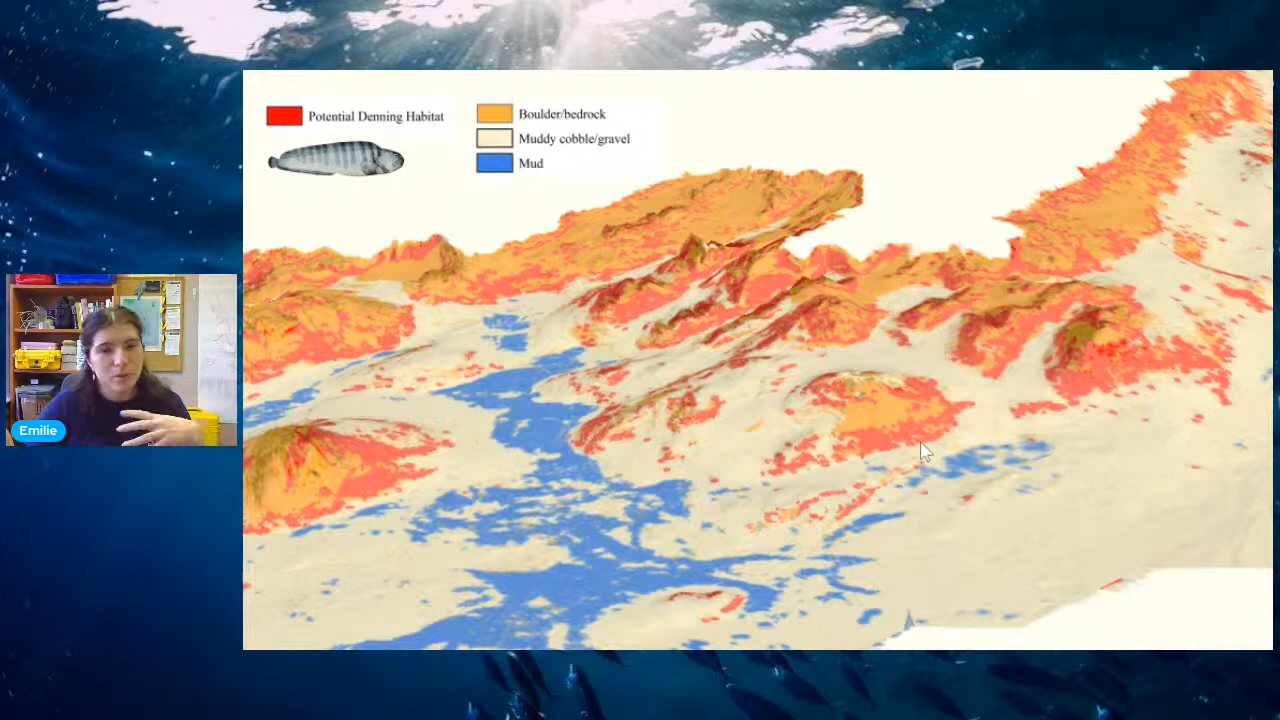 Potential Denning Habitat
Boulder/bedrock
Muddy cobble/gravel
Mud
Emilie